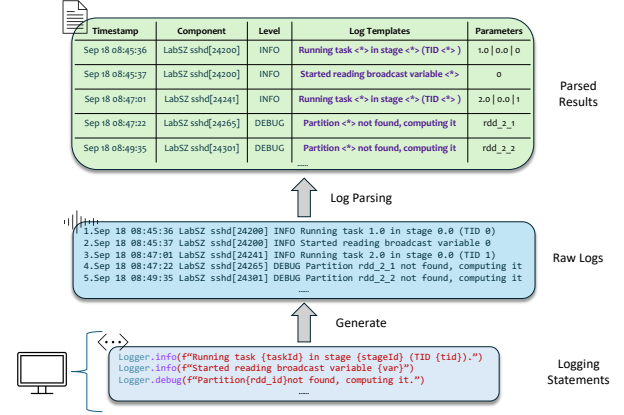 Timestamp Component Level Log Templates Parameters
Sep 18 08:45:36 LabSZ sshd[24200] INFO Running task <*> in stage <*> (TID <*> ) 1.0 | 0.0 | 0
Sep 18 08:45:37 LabSZ sshd[24200] INFO Started reading broadcast variable <*> 0
Sep 18 08:47:01 LabSZ sshd[24241] INFO Running task <*> in stage <*> (TID <*> ) 2.0 | 0.0 | 1
Sep 18 08:47:22 LabSZ sshd[24265] DEBUG Partition <*> not found, computing it rdd_2_1
Sep 18 08:49:35 LabSZ sshd[24301] DEBUG Partition <*> not found, computing it rdd_2_2
......
Parsed
Results
Log Parsing
1.Sep 18 08:45:36 LabSZ sshd[24200] INFO Running task 1.0 in stage 0.0 (TID 0)
2.Sep 18 08:45:37 LabSZ sshd[24200] INFO Started reading broadcast variable 0
3.Sep 18 08:47:01 LabSZ sshd[24241] INFO Running task 2.0 in stage 0.0 (TID 1)
4.Sep 18 08:47:22 LabSZ sshd[24265] DEBUG Partition rdd_2_1 not found, computing it
5.Sep 18 08:49:35 LabSZ sshd[24301] DEBUG Partition rdd_2_2 not found, computing it
......
Raw Logs
Generate
Logger.info(f“Running task {taskId} in stage {stageId} (TID {tid}).”)
Logger.info(f“Started reading broadcast variable {var}”)
Logger.debug(f“Partition{rdd_id}not found, computing it.”)
......
Logging
Statements